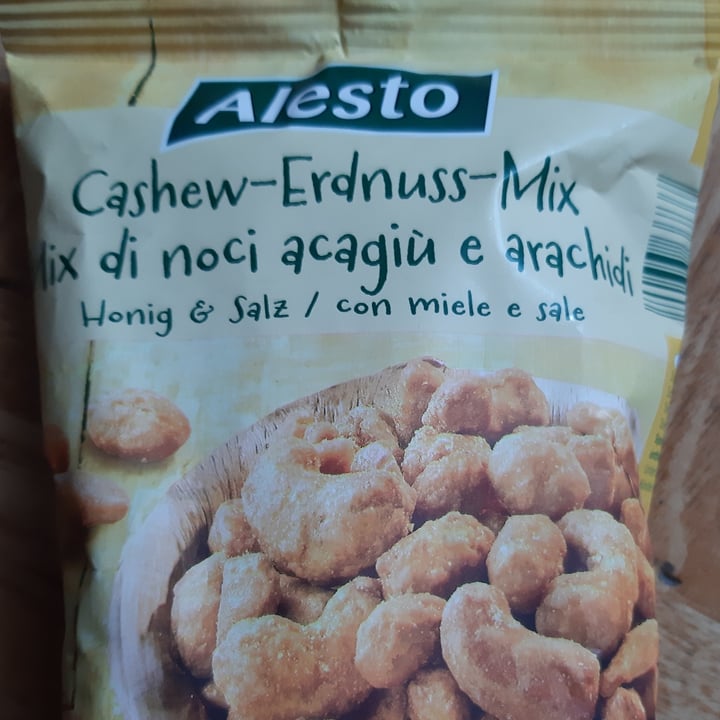 Alesto
Cashew-Erdnuss-Mix
Mix di noci acagiù e arachidi
Honig & Salz / con miele e sale